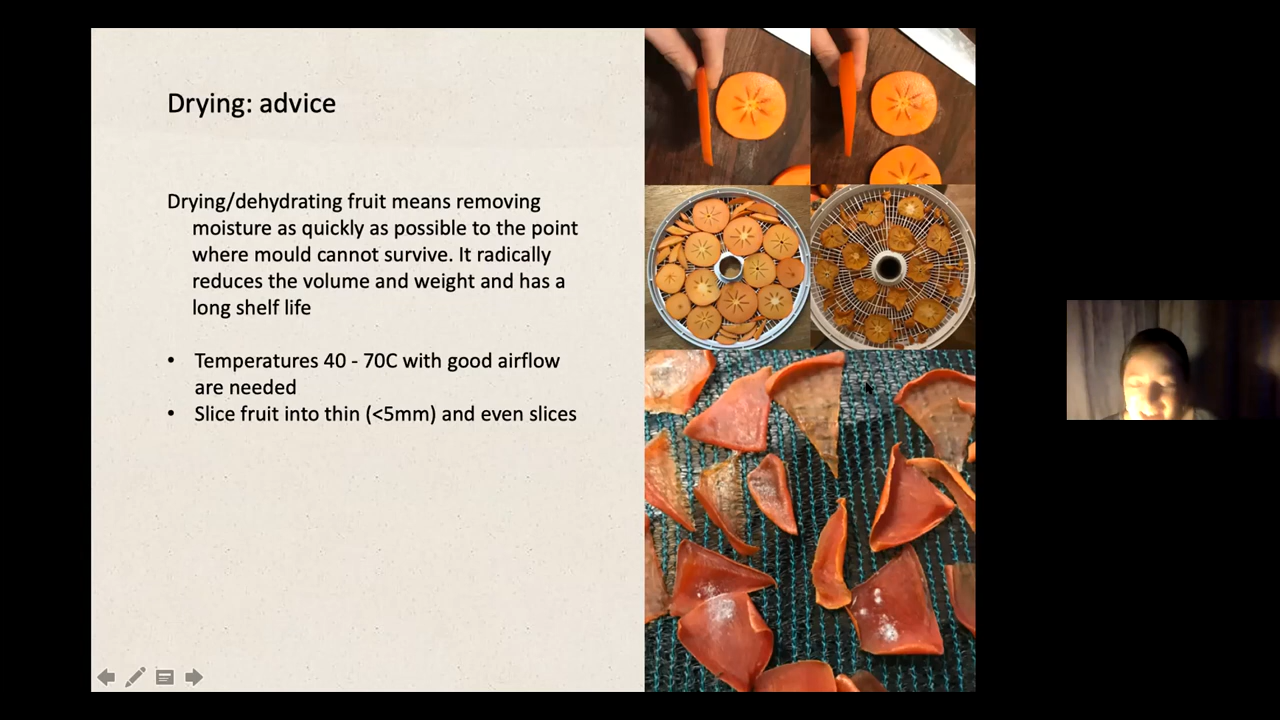 Drying: advice
Drying/dehydrating fruit means removing
moisture as quickly as possible to the point
where mould cannot survive. It radically
reduces the volume and weight and has a
long shelf life
• Temperatures 40 - 70C with good airflow
are needed
• Slice fruit into thin (<5mm) and even slices